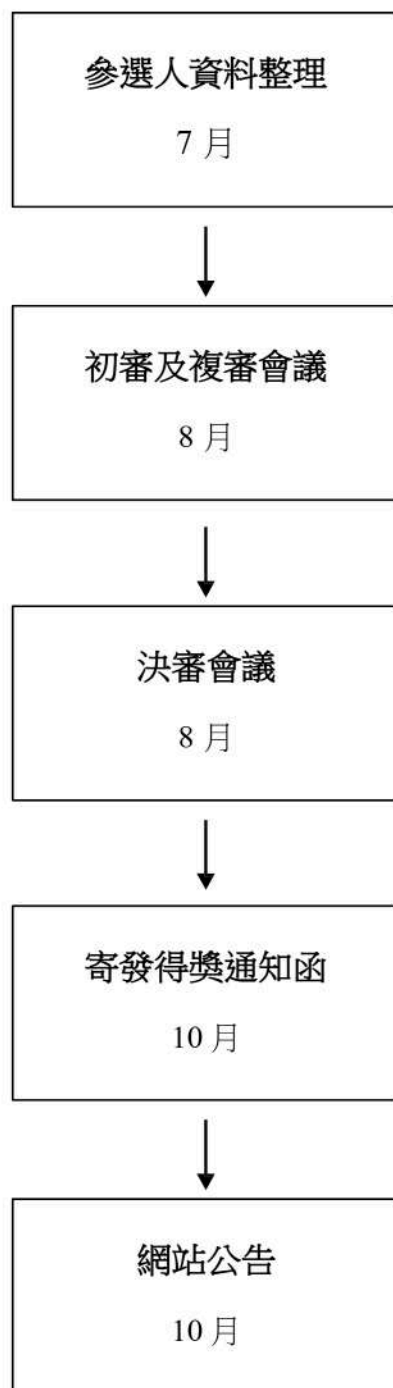 參選人資料整理
7 月
初審及複審會議
8 月
決審會議
8 月
寄發得獎通知函
10 月
網站公告
10 月